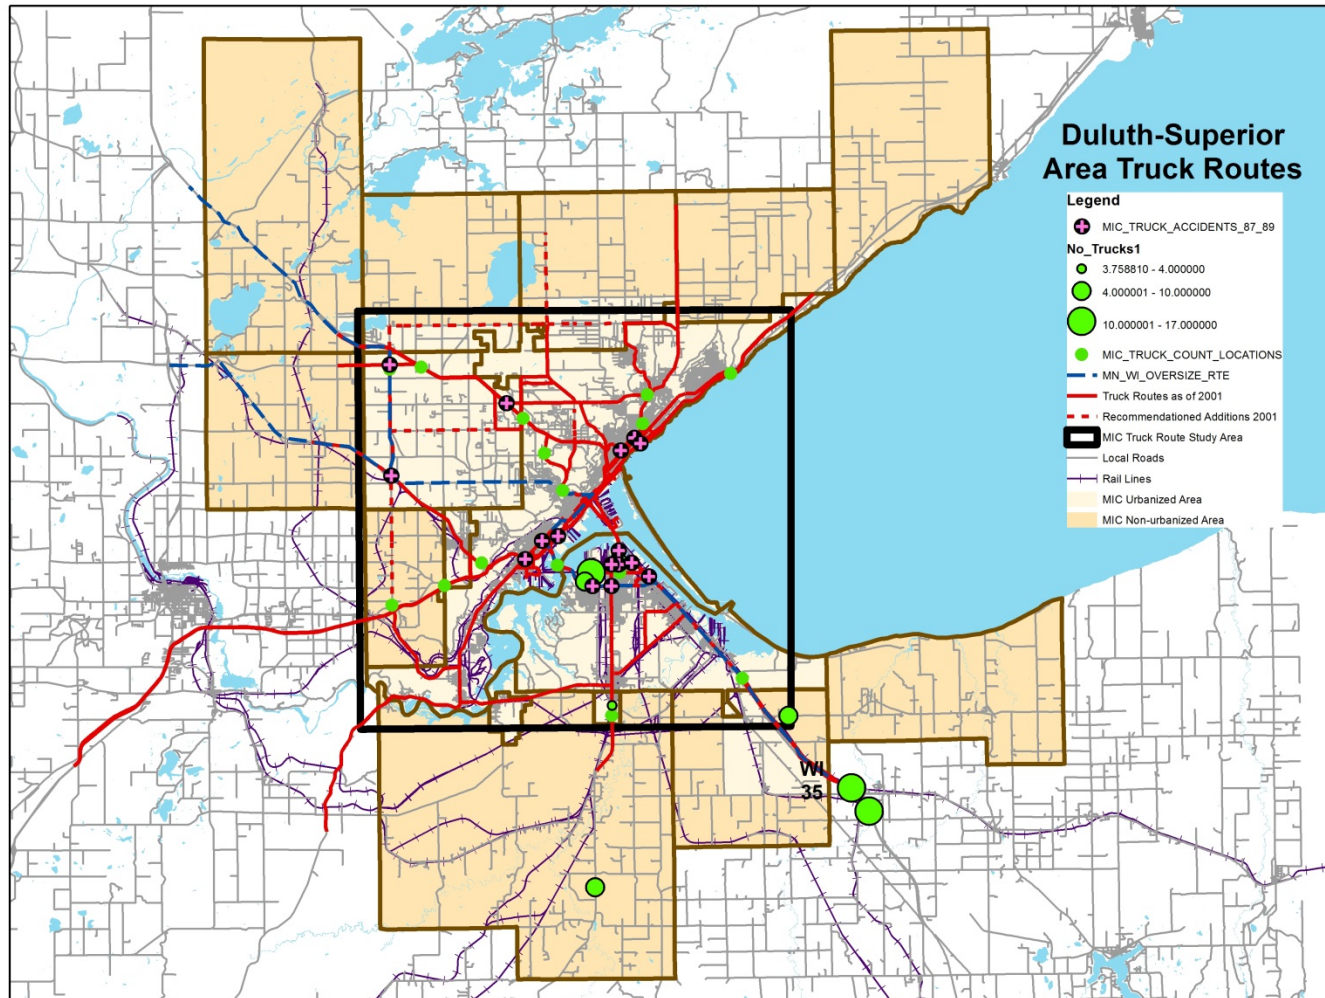 Duluth-Superior
Area Truck Routes
Legend
MIC_TRUCK_ACCIDENTS_87_89
No_Trucks1
3.758810 - 4.000000
4.000001 - 10.000000
10.000001 - 17.000000
MIC_TRUCK_COUNT_LOCATIONS
MN_WI_OVERSIZE_RTE
Truck Routes as of 2001
Recommendationed Additions 2001
MIC Truck Route Study Area
Local Roads
Rail Lines
MIC Urbanized Area
MIC Non-urbanized Area
WI
35